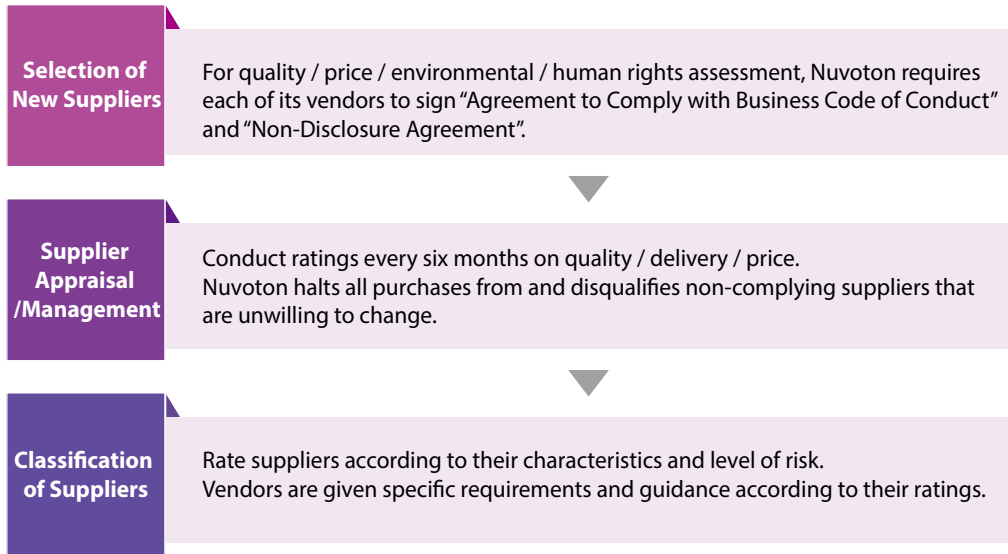 Selection of
New Suppliers
For quality / price / environmental / human rights assessment, Nuvoton requires
each of its vendors to sign “Agreement to Comply with Business Code of Conduct”
and “Non-Disclosure Agreement”.
Supplier
Appraisal
/Management
Conduct ratings every six months on quality / delivery / price.
Nuvoton halts all purchases from and disqualifies non-complying suppliers that
are unwilling to change.
Classification
of Suppliers
Rate suppliers according to their characteristics and level of risk.
Vendors are given specific requirements and guidance according to their ratings.